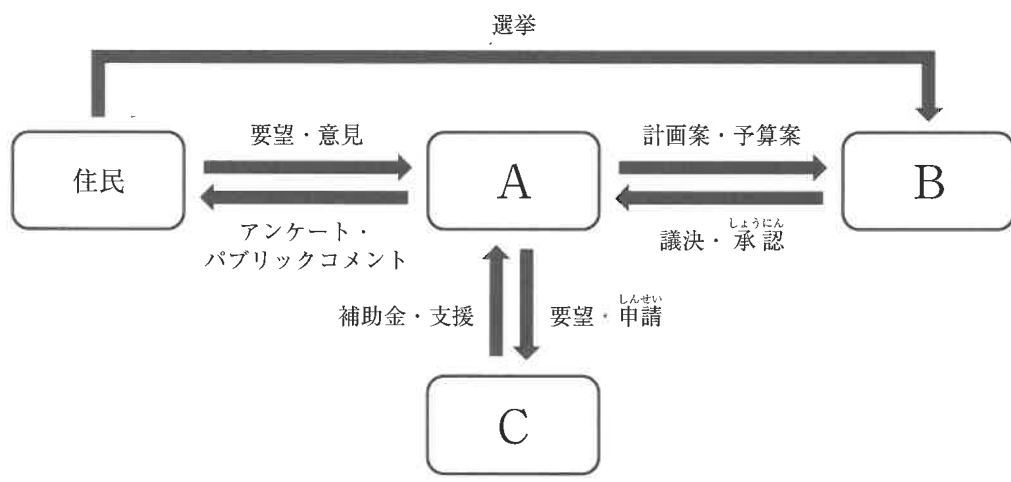 選挙
要望・意見
計画案・予算案
住民
A
B
アンケート・
パブリックコメント
しょうにん
議決・承認
補助金・支援
しんせい
要望・申請
C